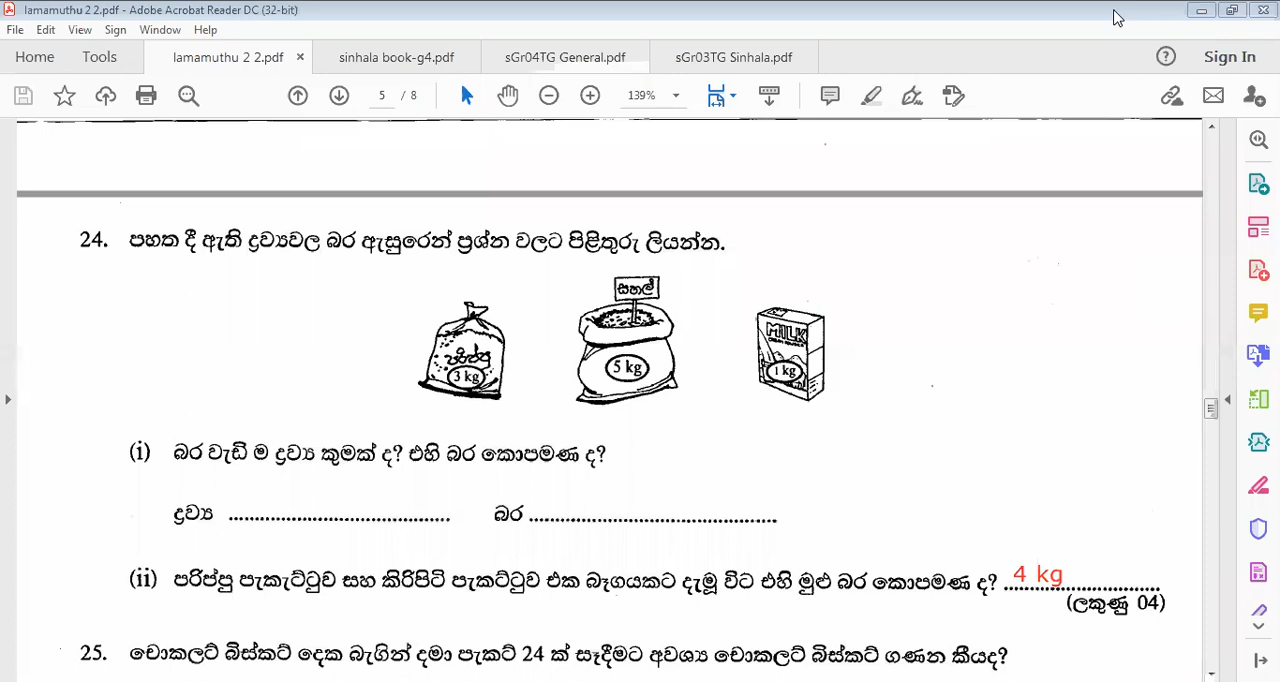 lamamuthu 2 2.pdf - Adobe Acrobat Reader DC (32-bit)
File Edit View Sign Window Help
Home Tools lamamuthu 2 2.pdf × sinhala book-g4.pdf sGr04TG General.pdf sGr03TG Sinhala.pdf ? Sign In
5 / 8 139%
24. පහත දී ඇති ද්‍රව්‍යවල බර ඇසුරෙන් ප්‍රශ්න වලට පිළිතුරු ලියන්න.
සහල්
පරිප්පු
3 kg
5 kg
MILK
1 kg
(i) බර වැඩි ම ද්‍රව්‍ය කුමක් ද? එහි බර කොපමණ ද?
ද්‍රව්‍ය ........................................ බර ..............................................
(ii) පරිප්පු පැකැට්ටුව සහ කිරිපිටි පැකට්ටුව එක බෑගයකට දැමූ විට එහි මුළු බර කොපමණ ද? 4 kg
(ලකුණු 04)
25. චොකලට් බිස්කට් දෙක බැගින් දමා පැකට් 24 ක් සෑදීමට අවශ්‍ය චොකලට් බිස්කට් ගණන කීයද?